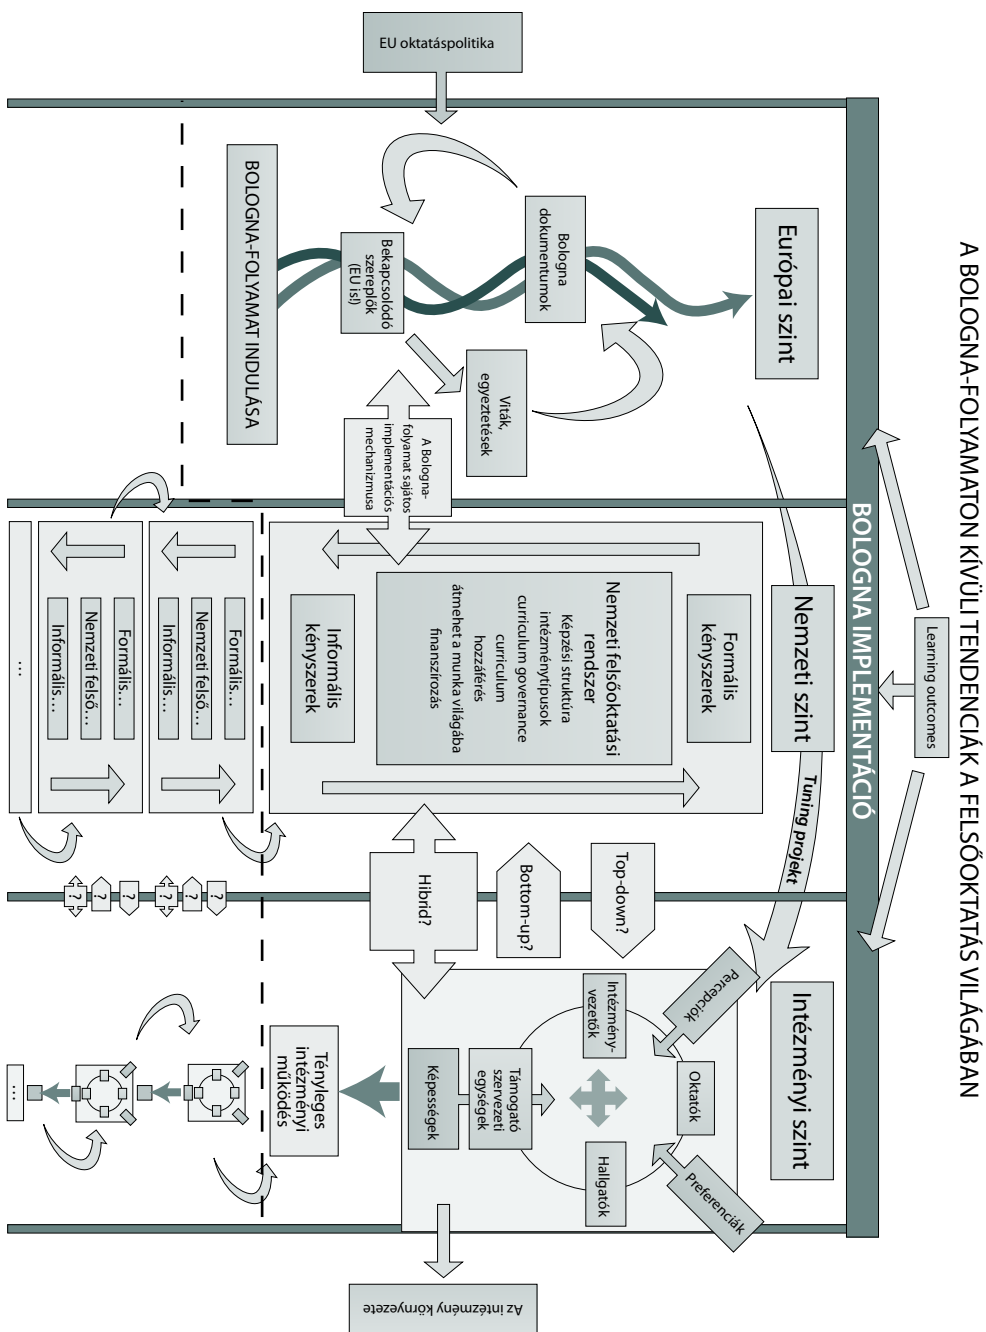 A BOLOGNA-FOLYAMATON KÍVÜLI TENDENCIÁK A FELSŐOKTATÁS VILÁGÁBAN
Learning outcomes
BOLOGNA IMPLEMENTÁCIÓ
Európai szint
Nemzeti szint
Intézményi szint
Tuning projekt
EU oktatáspolitika
Bologna
dokumentumok
Viták,
egyeztetések
Bekapcsolódó
szereplők
(EU is!)
BOLOGNA-FOLYAMAT INDULÁSA
A Bologna-
folyamat sajátos
implementációs
mechanizmusa
Formális
kényszerek
Nemzeti felsőoktatási
rendszer
Képzési struktúra
intézménytípusok
curriculum governance
curriculum
hozzáférés
átmehet a munka világába
finanszírozás
Informális
kényszerek
Formális…
Nemzeti felső…
Informális…
Formális…
Nemzeti felső…
Informális…
…
Top-down?
Bottom-up?
Hibrid?
?
?
?
?
?
?
Percepciók
Preferenciák
Oktatók
Intézmény-
vezetők
Hallgatók
Támogató
szervezeti
egységek
Képességek
Tényleges
intézményi
működés
…
Az intézmény környezete